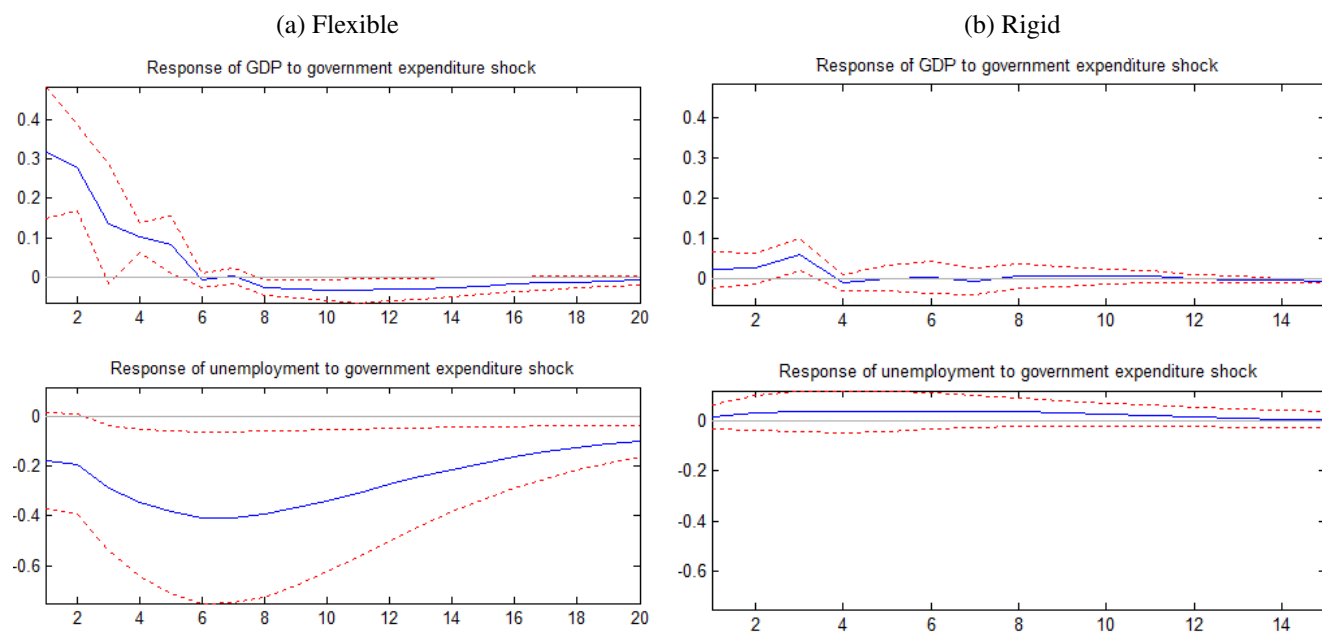 (a) Flexible
Response of GDP to government expenditure shock
0.4
0.3
0.2
0.1
0
2 4 6 8 10 12 14 16 18 20
Response of unemployment to government expenditure shock
0
-0.2
-0.4
-0.6
2 4 6 8 10 12 14 16 18 20
(b) Rigid
Response of GDP to government expenditure shock
0.4
0.3
0.2
0.1
0
2 4 6 8 10 12 14
Response of unemployment to government expenditure shock
0
-0.2
-0.4
-0.6
2 4 6 8 10 12 14